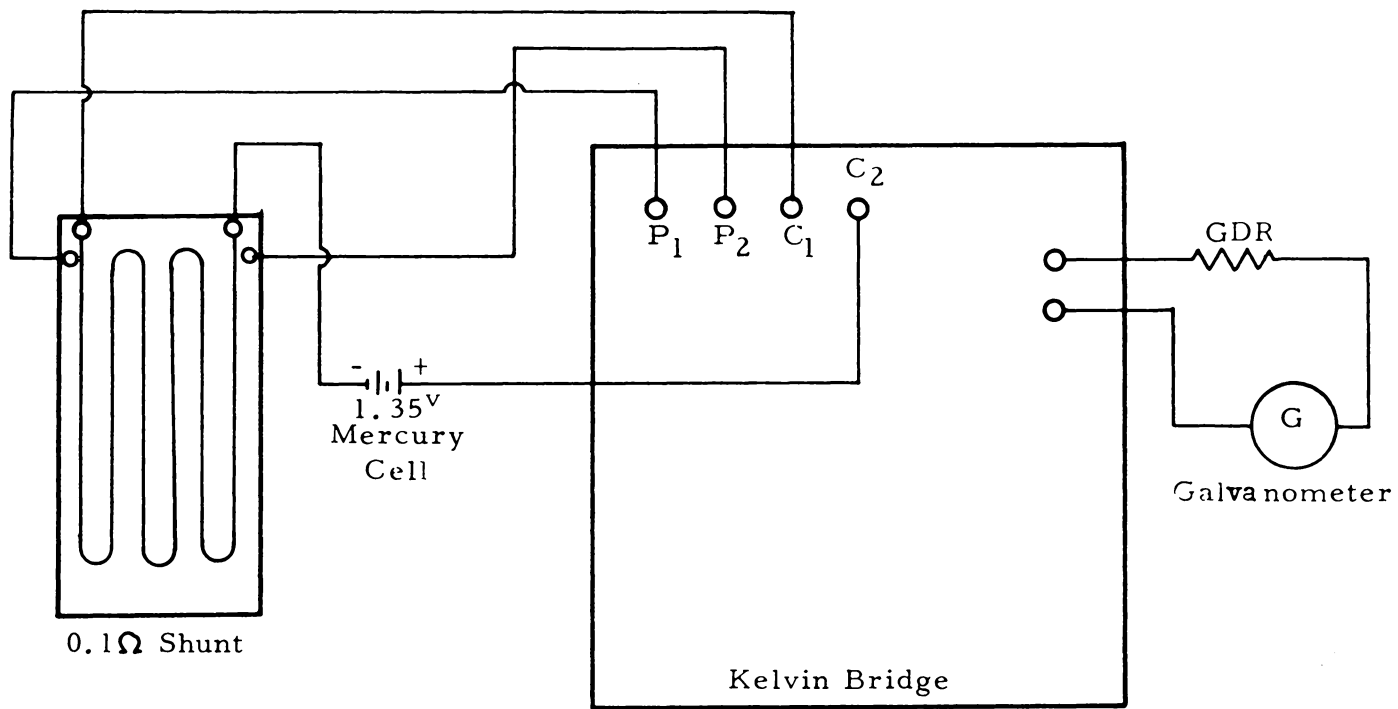 C₂
P₁ P₂ C₁
GDR
- +
1.35ᵛ
Mercury
Cell
G
Galvanometer
0.1Ω Shunt
Kelvin Bridge